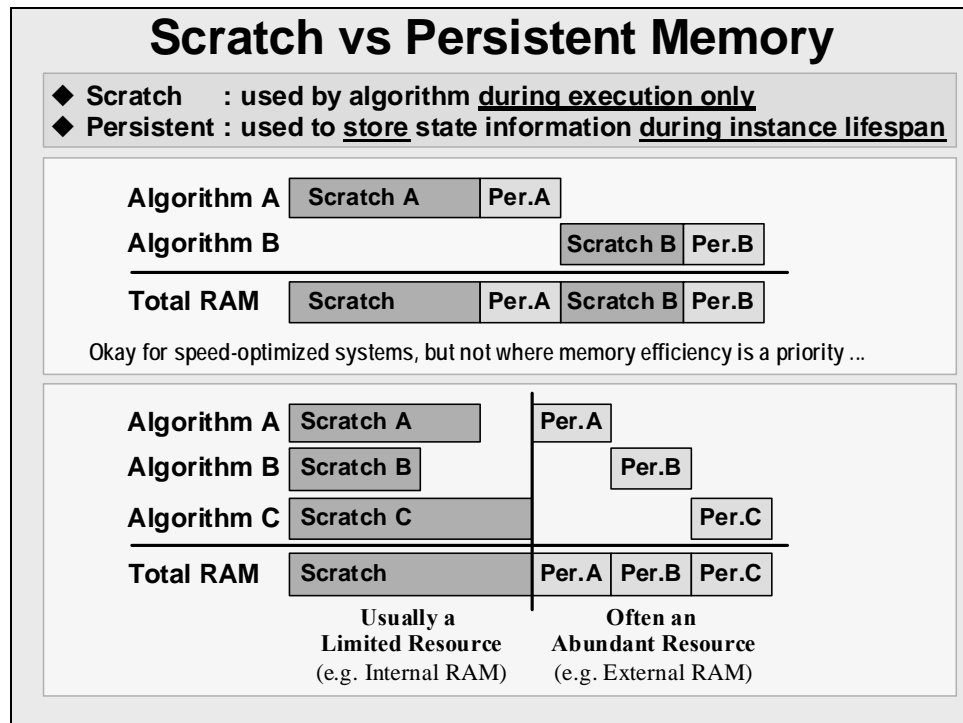 Scratch vs Persistent Memory
◆ Scratch : used by algorithm during execution only
◆ Persistent : used to store state information during instance lifespan
Algorithm A Scratch A Per.A
Algorithm B Scratch B Per.B
Total RAM Scratch Per.A Scratch B Per.B
Okay for speed-optimized systems, but not where memory efficiency is a priority ...
Algorithm A Scratch A Per.A
Algorithm B Scratch B Per.B
Algorithm C Scratch C Per.C
Total RAM Scratch Per.A Per.B Per.C
Usually a
Limited Resource
(e.g. Internal RAM)
Often an
Abundant Resource
(e.g. External RAM)